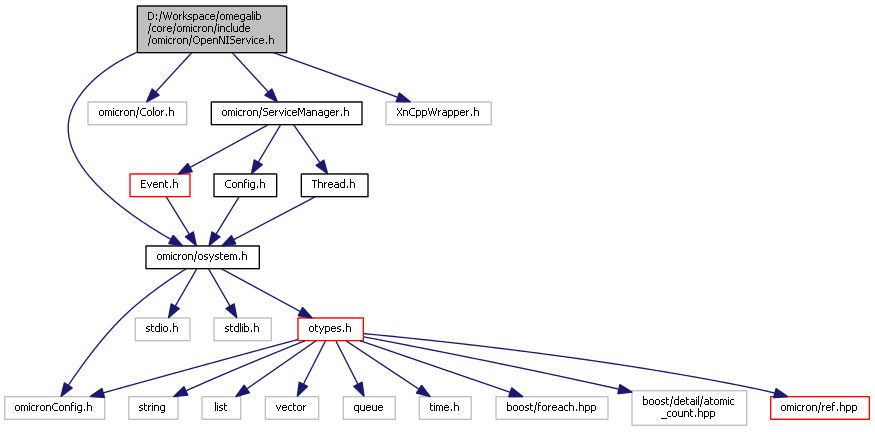 D:/Workspace/omegalib
/core/omicron/include
/omicron/OpenNIService.h
omicron/Color.h
omicron/ServiceManager.h
XnCppWrapper.h
Event.h
Config.h
Thread.h
omicron/osystem.h
stdio.h
stdlib.h
otypes.h
omicronConfig.h
string
list
vector
queue
time.h
boost/foreach.hpp
boost/detail/atomic
_count.hpp
omicron/ref.hpp